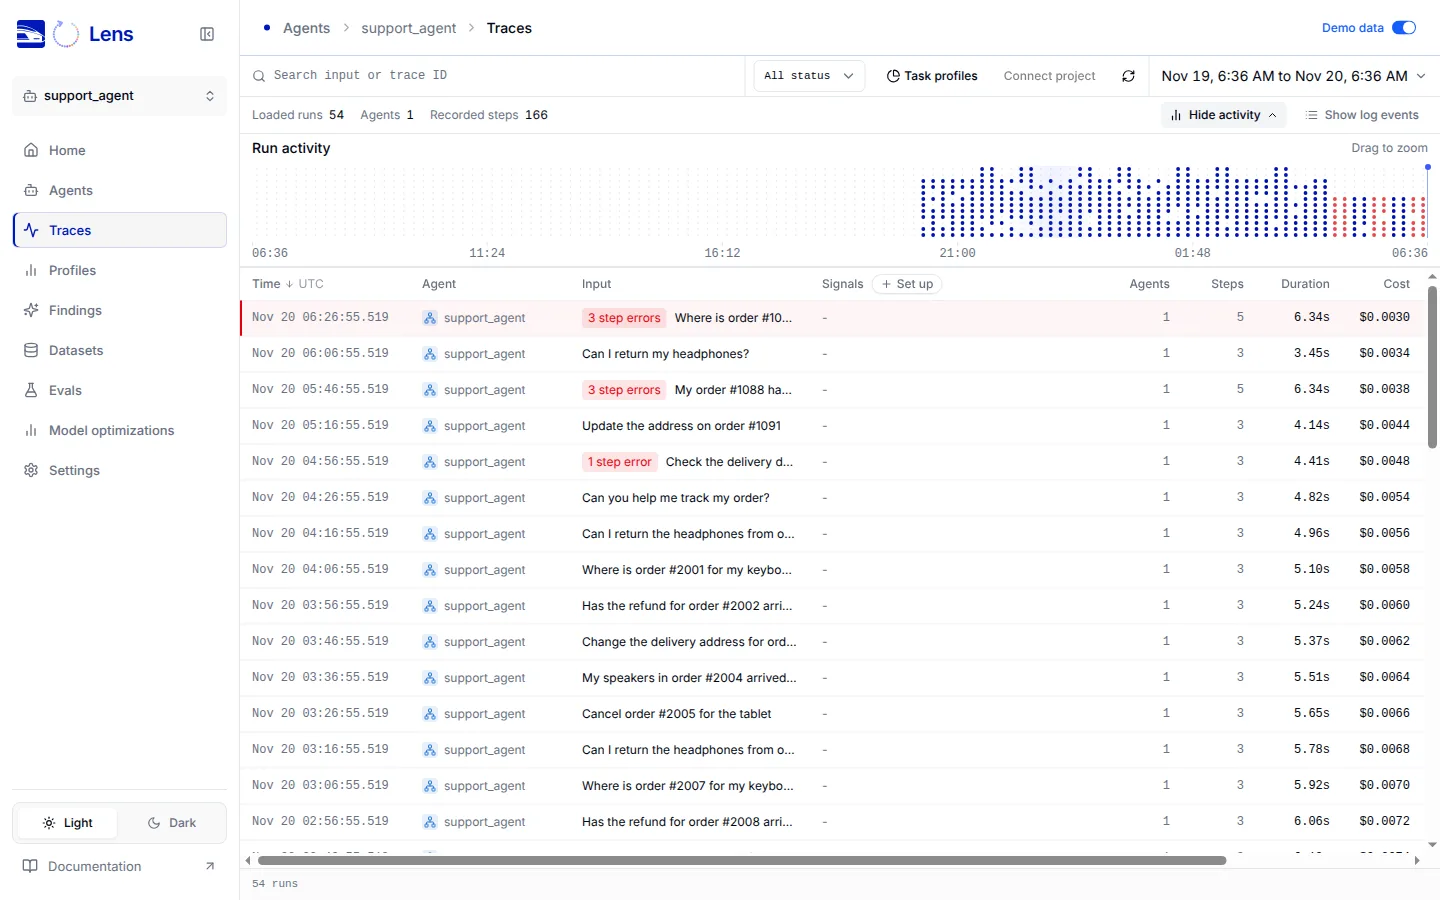 Lens
Agents > support_agent > Traces
Demo data
support_agent
Search input or trace ID
All status
Task profiles
Connect project
Nov 19, 6:36 AM to Nov 20, 6:36 AM
Loaded runs 54 Agents 1 Recorded steps 166
Hide activity
Show log events
Home
Agents
Traces
Profiles
Findings
Datasets
Evals
Model optimizations
Settings
Light
Dark
Documentation
Run activity
Drag to zoom
06:36 11:24 16:12 21:00 01:48 06:36
Time ↓ UTC Agent Input Signals + Set up Agents Steps Duration Cost
Nov 20 06:26:55.519 support_agent 3 step errors Where is order #10... - 1 5 6.34s $0.0030
Nov 20 06:06:55.519 support_agent Can I return my headphones? - 1 3 3.45s $0.0034
Nov 20 05:46:55.519 support_agent 3 step errors My order #1088 ha... - 1 5 6.34s $0.0038
Nov 20 05:16:55.519 support_agent Update the address on order #1091 - 1 3 4.14s $0.0044
Nov 20 04:56:55.519 support_agent 1 step error Check the delivery d... - 1 3 4.41s $0.0048
Nov 20 04:26:55.519 support_agent Can you help me track my order? - 1 3 4.82s $0.0054
Nov 20 04:16:55.519 support_agent Can I return the headphones from o... - 1 3 4.96s $0.0056
Nov 20 04:06:55.519 support_agent Where is order #2001 for my keybo... - 1 3 5.10s $0.0058
Nov 20 03:56:55.519 support_agent Has the refund for order #2002 arri... - 1 3 5.24s $0.0060
Nov 20 03:46:55.519 support_agent Change the delivery address for ord... - 1 3 5.37s $0.0062
Nov 20 03:36:55.519 support_agent My speakers in order #2004 arrived... - 1 3 5.51s $0.0064
Nov 20 03:26:55.519 support_agent Cancel order #2005 for the tablet - 1 3 5.65s $0.0066
Nov 20 03:16:55.519 support_agent Can I return the headphones from o... - 1 3 5.78s $0.0068
Nov 20 03:06:55.519 support_agent Where is order #2007 for my keybo... - 1 3 5.92s $0.0070
Nov 20 02:56:55.519 support_agent Has the refund for order #2008 arri... - 1 3 6.06s $0.0072
54 runs